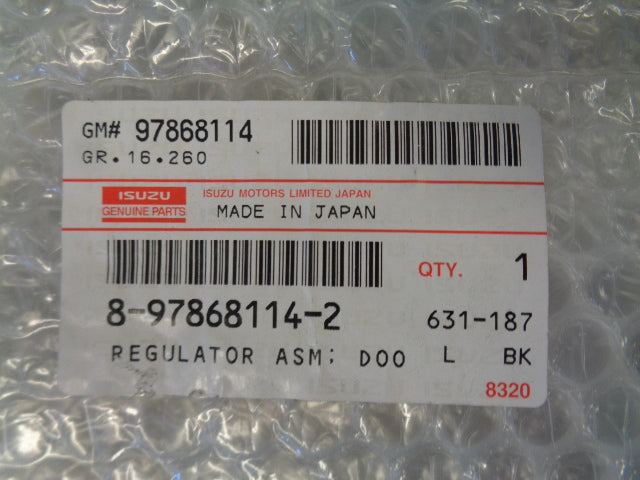 GM# 97868114
GR.16.260
ISUZU
GENUINE PARTS
ISUZU MOTORS LIMITED JAPAN
MADE IN JAPAN
QTY. 1
8-97868114-2 631-187
REGULATOR ASM; DOO L BK
8320